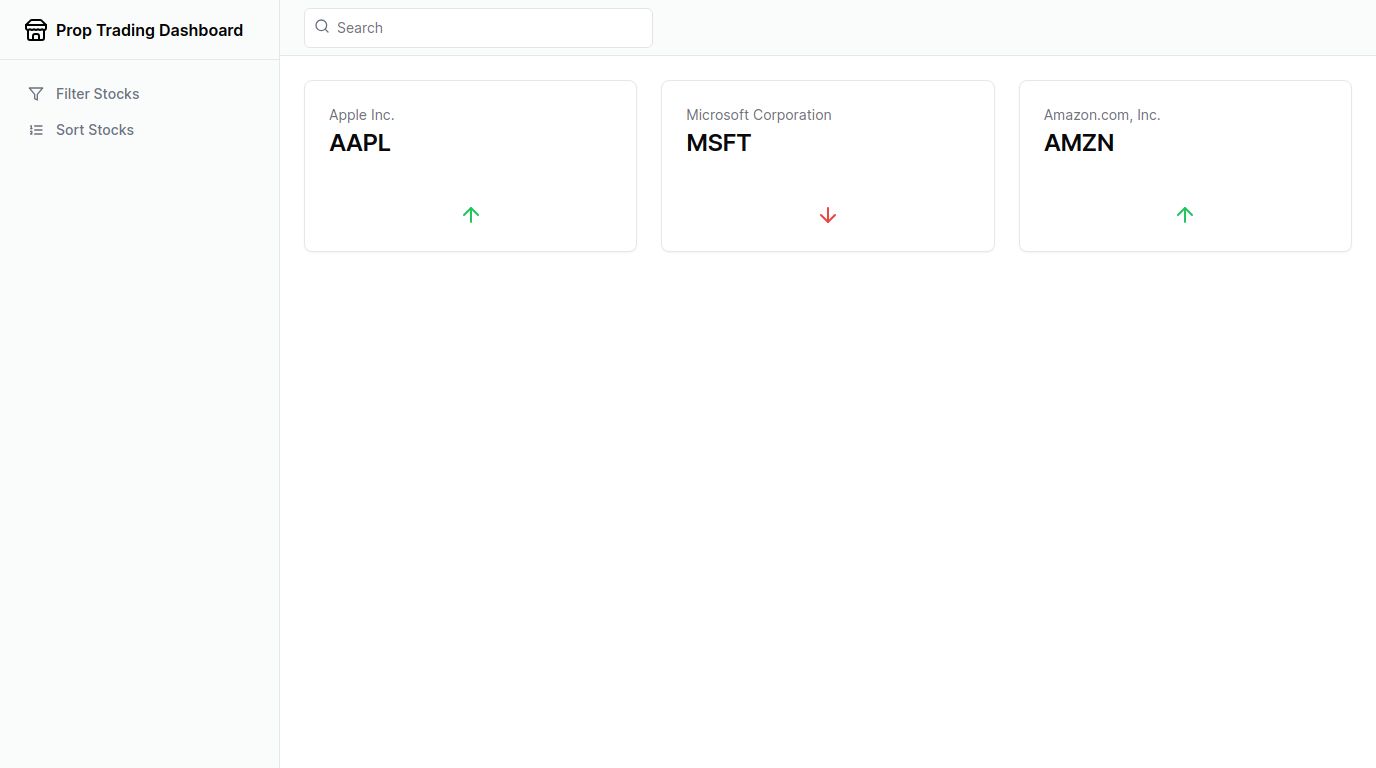 Prop Trading Dashboard
Filter Stocks
Sort Stocks
Search
Apple Inc.
AAPL
Microsoft Corporation
MSFT
Amazon.com, Inc.
AMZN